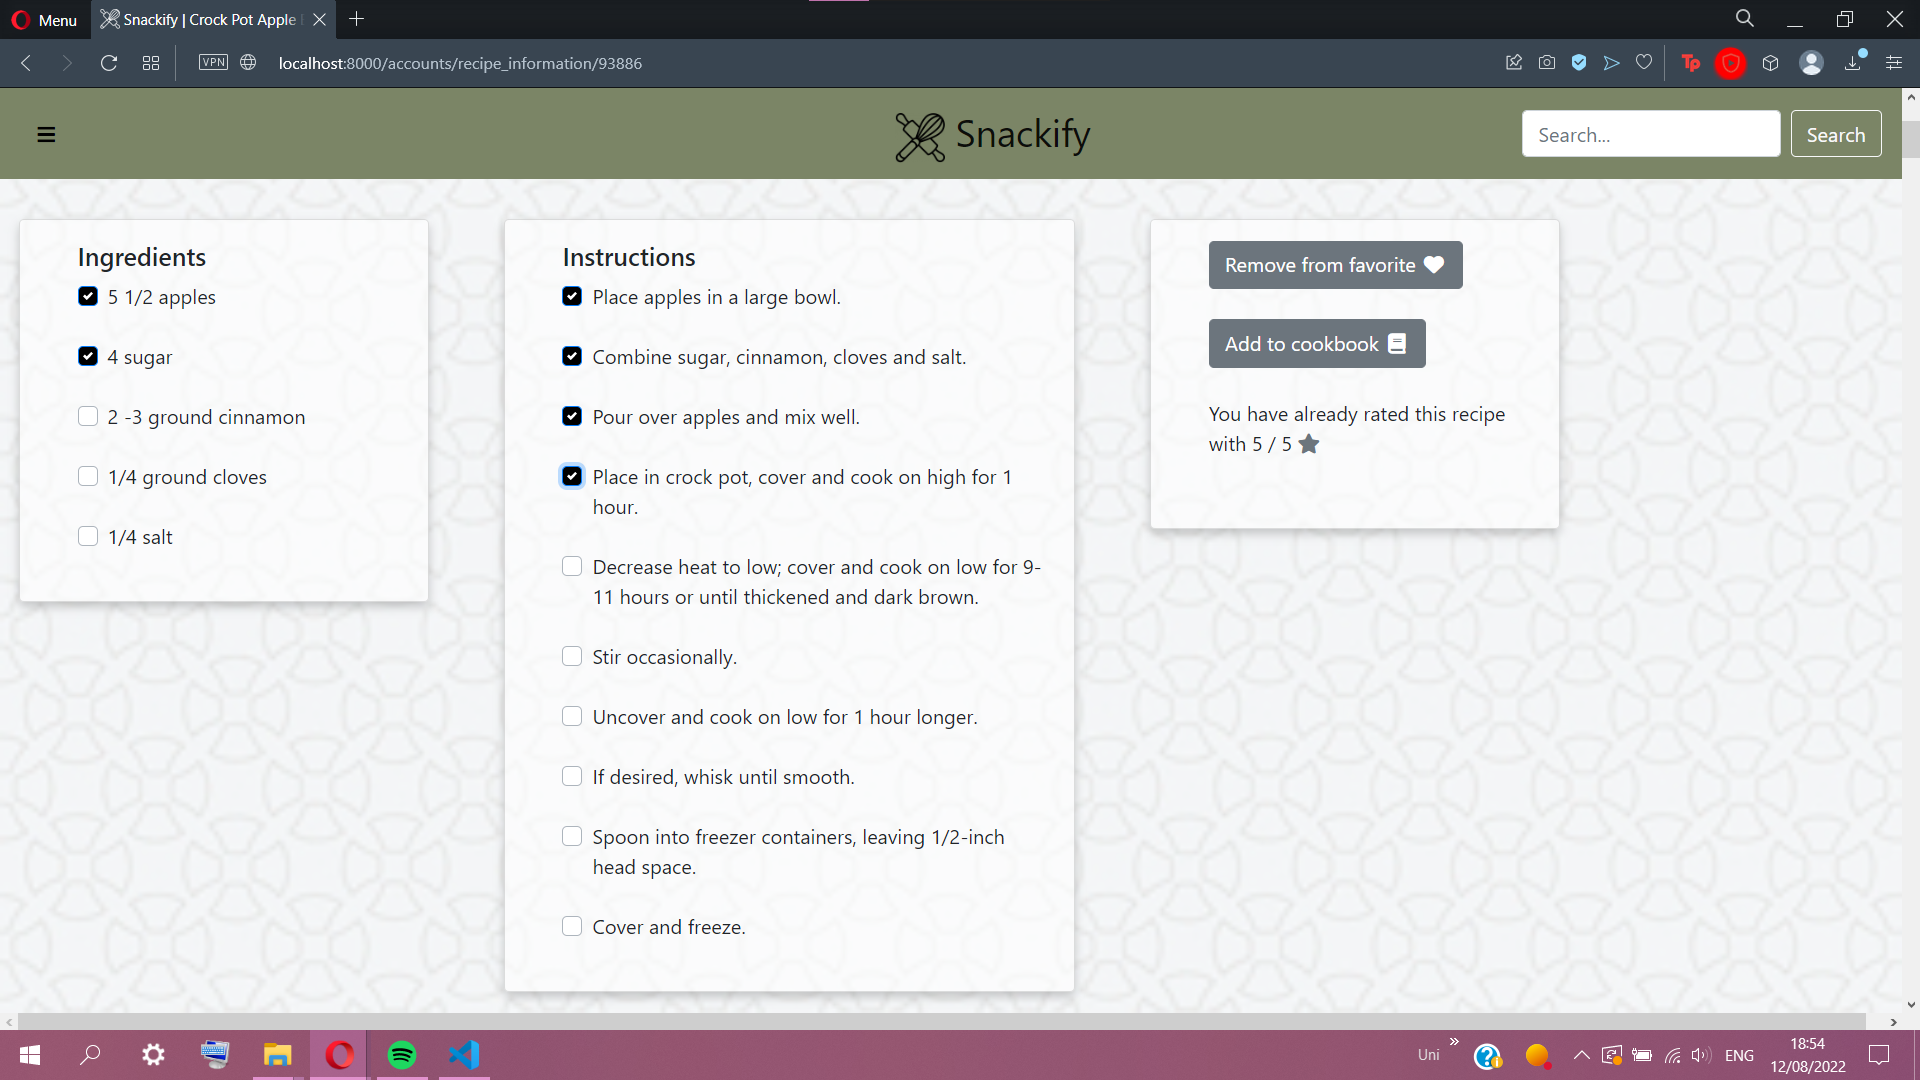 Menu
Snackify | Crock Pot Apple
VPN
localhost:8000/accounts/recipe_information/93886
Tp
Snackify
Search...
Search
Ingredients
5 1/2 apples
4 sugar
2 -3 ground cinnamon
1/4 ground cloves
1/4 salt
Instructions
Place apples in a large bowl.
Combine sugar, cinnamon, cloves and salt.
Pour over apples and mix well.
Place in crock pot, cover and cook on high for 1
hour.
Decrease heat to low; cover and cook on low for 9-
11 hours or until thickened and dark brown.
Stir occasionally.
Uncover and cook on low for 1 hour longer.
If desired, whisk until smooth.
Spoon into freezer containers, leaving 1/2-inch
head space.
Cover and freeze.
Remove from favorite
Add to cookbook
You have already rated this recipe
with 5 / 5
Uni
ENG
18:54
12/08/2022